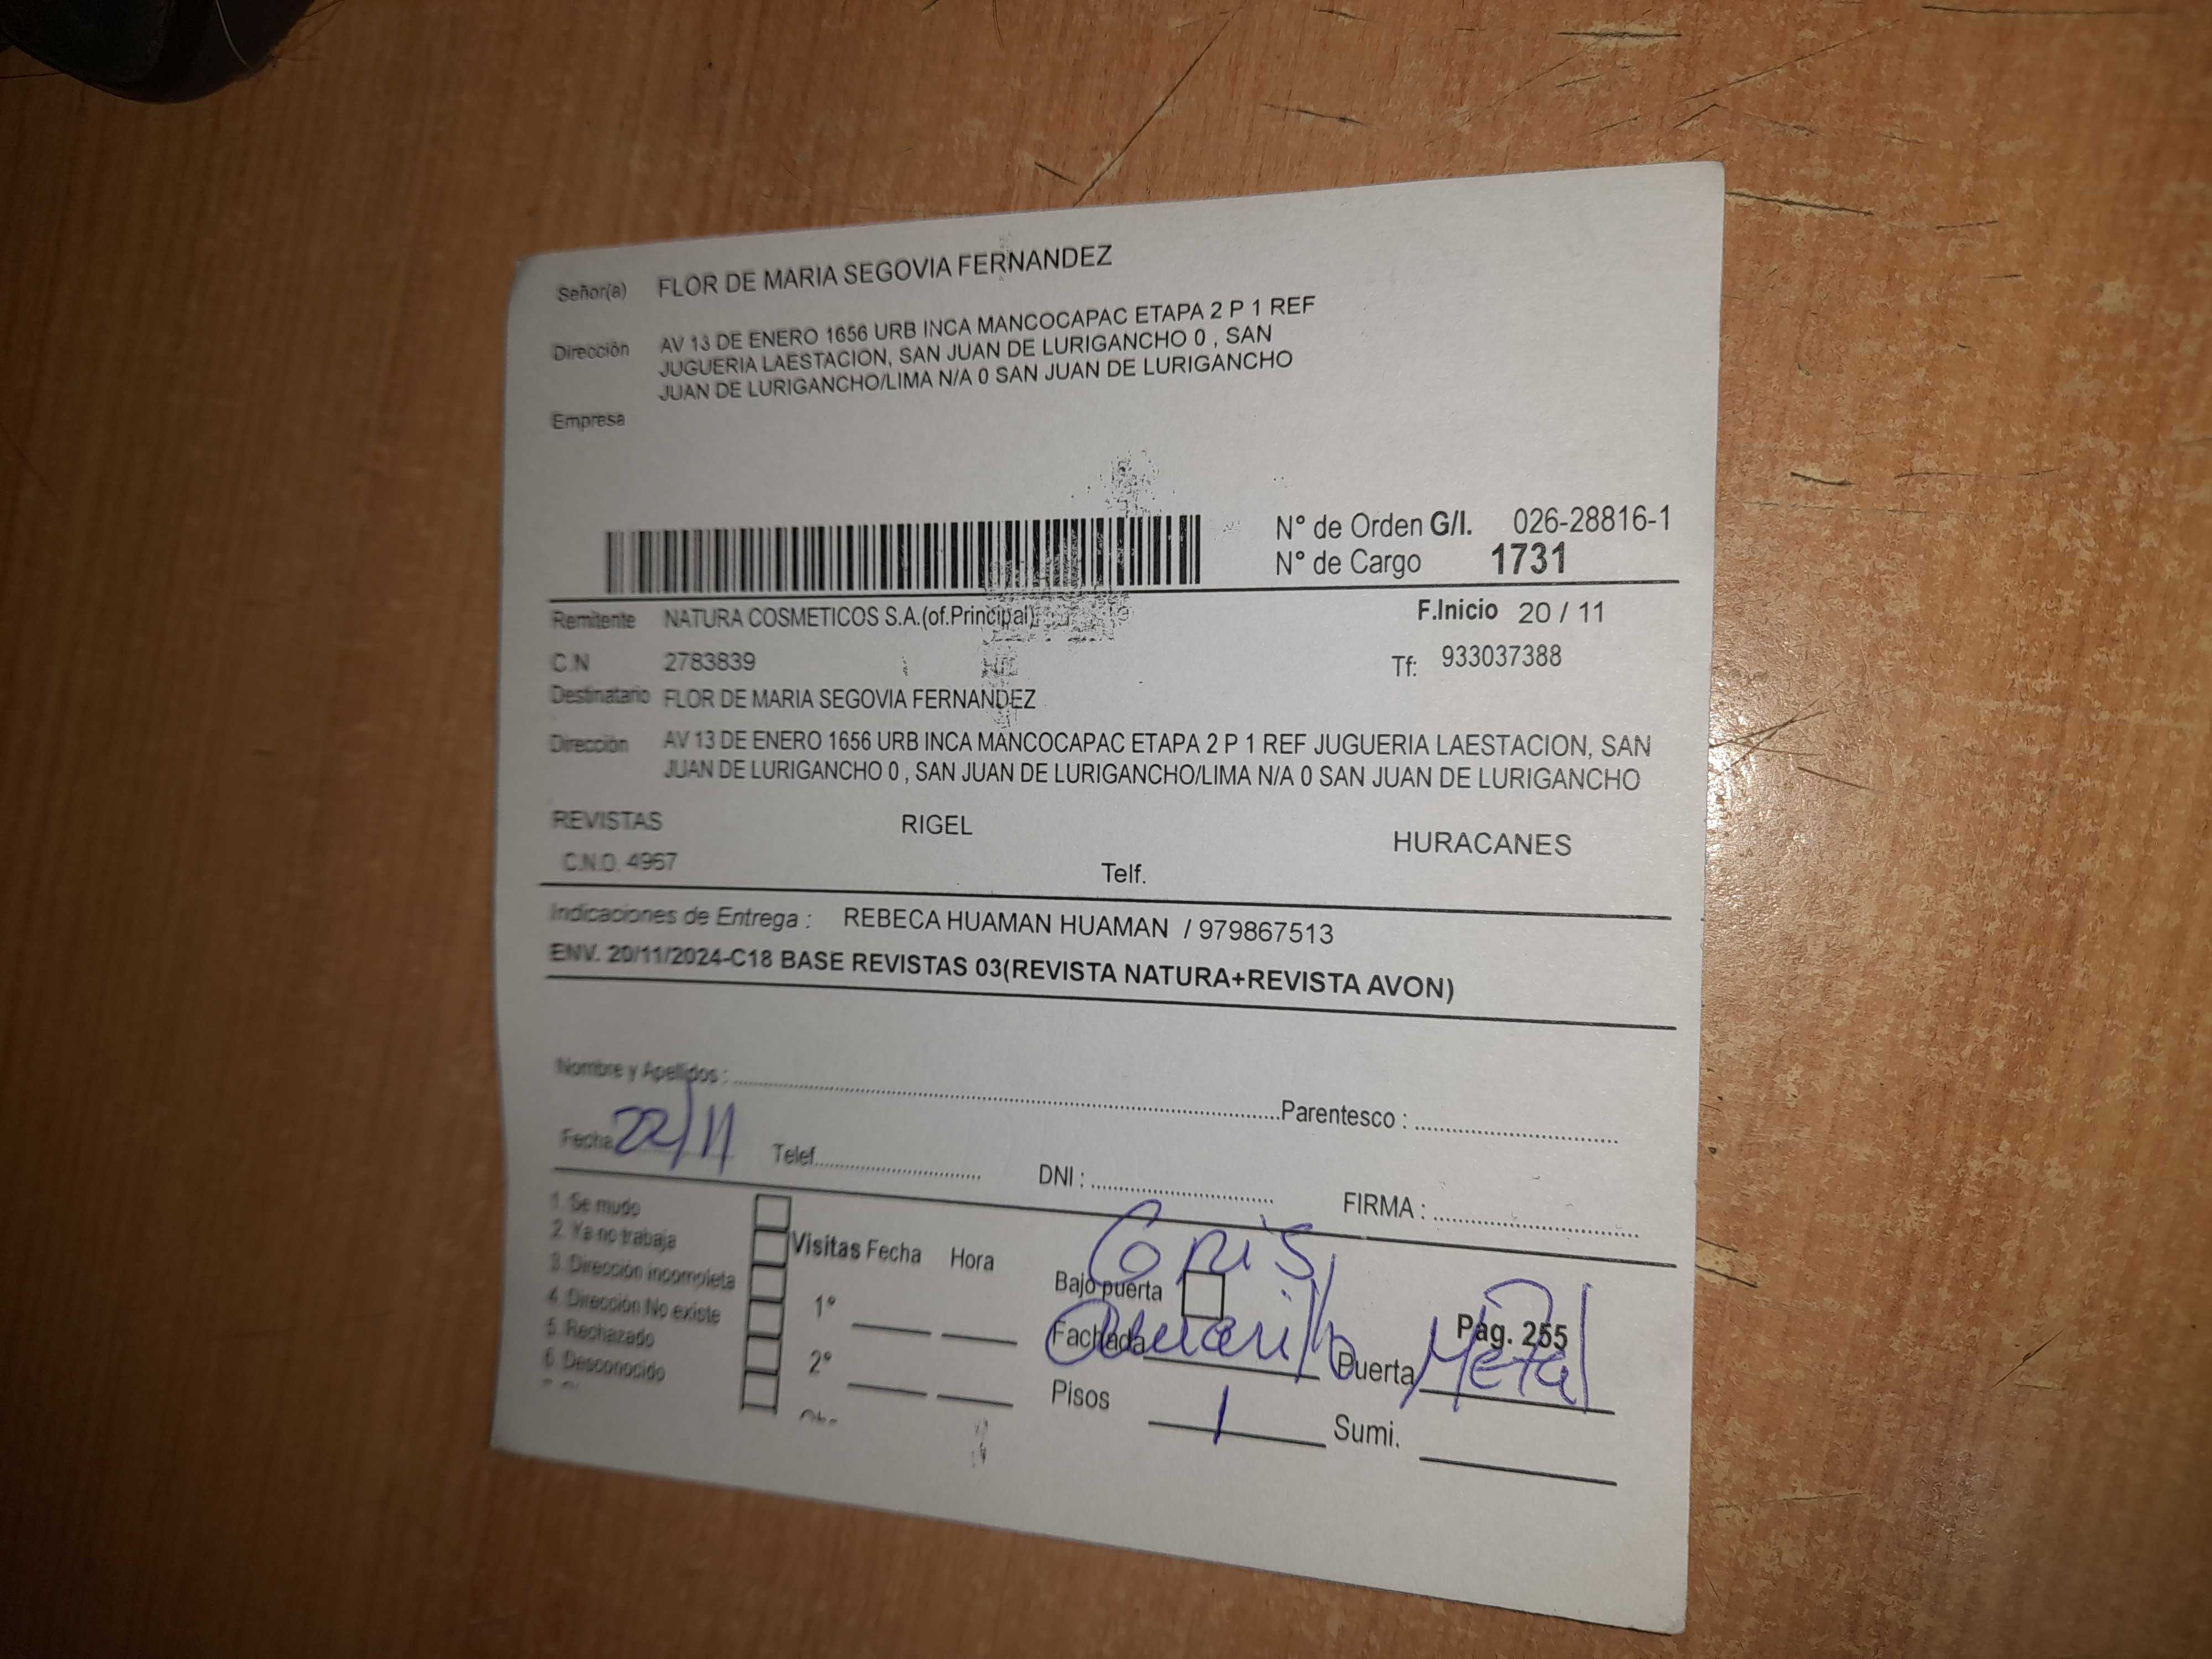 Señor(a) FLOR DE MARIA SEGOVIA FERNANDEZ
Dirección AV 13 DE ENERO 1656 URB INCA MANCOCAPAC ETAPA 2 P 1 REF
JUGUERIA LAESTACION, SAN JUAN DE LURIGANCHO 0 , SAN
JUAN DE LURIGANCHO/LIMA N/A 0 SAN JUAN DE LURIGANCHO
Empresa
N° de Orden G/I. 026-28816-1
N° de Cargo 1731
Remitente NATURA COSMETICOS S.A.(of.Principal) F.Inicio 20 / 11
C.N 2783839 Tf: 933037388
Destinatario FLOR DE MARIA SEGOVIA FERNANDEZ
Dirección AV 13 DE ENERO 1656 URB INCA MANCOCAPAC ETAPA 2 P 1 REF JUGUERIA LAESTACION, SAN
JUAN DE LURIGANCHO 0 , SAN JUAN DE LURIGANCHO/LIMA N/A 0 SAN JUAN DE LURIGANCHO
REVISTAS RIGEL HURACANES
C.N.O. 4967 Telf.
Indicaciones de Entrega : REBECA HUAMAN HUAMAN / 979867513
ENV. 20/11/2024-C18 BASE REVISTAS 03(REVISTA NATURA+REVISTA AVON)
Nombre y Apellidos : Parentesco :
Fecha 22/11 Telef. DNI : FIRMA :
1. Se mudo
2. Ya no trabaja Visitas Fecha Hora Gris
3. Dirección incompleta Bajo puerta
4. Dirección No existe 1° Fachada Amarillo Pág. 255
5. Rechazado Puerta Metal
6. Desconocido 2° Pisos 1 Sumi.